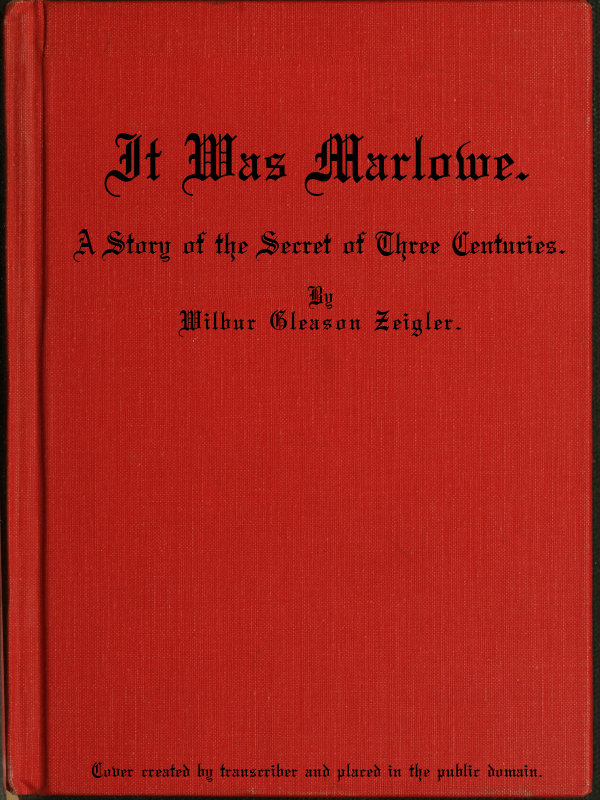 It Was Marlowe.
A Story of the Secret of Three Centuries.
By
Wilbur Gleason Zeigler.
Cover created by transcriber and placed in the public domain.